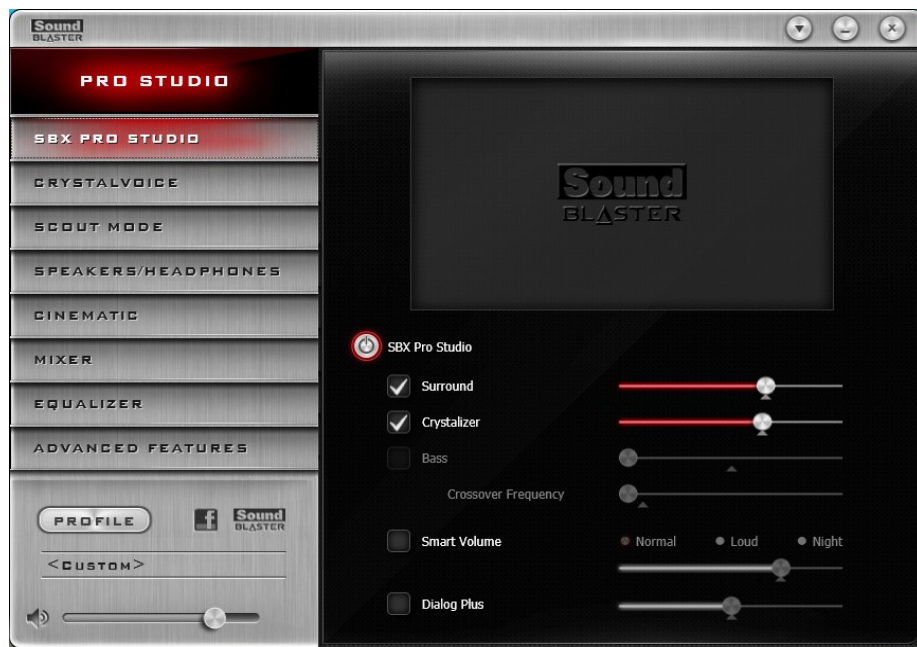 Sound
BLASTER
PRO STUDIO
SBX PRO STUDIO
CRYSTALVOICE
SCOUT MODE
SPEAKERS/HEADPHONES
CINEMATIC
MIXER
EQUALIZER
ADVANCED FEATURES
PROFILE
f
Sound
BLASTER
<CUSTOM>
Sound
BLASTER
SBX Pro Studio
Surround
Crystalizer
Bass
Crossover Frequency
Smart Volume
Normal Loud Night
Dialog Plus